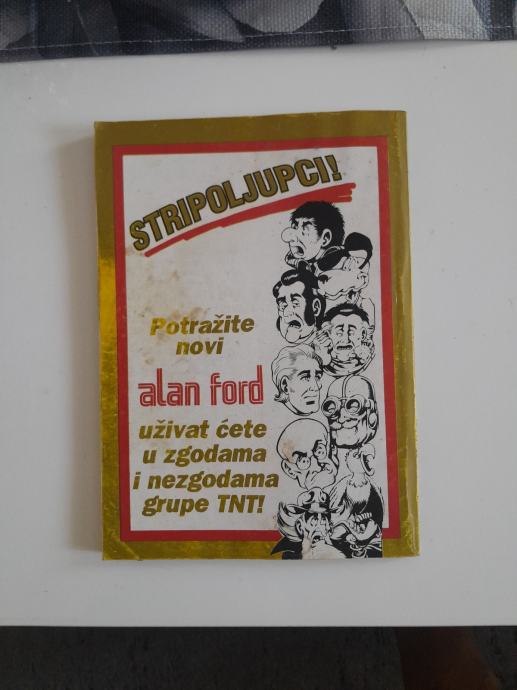 STRIPOLJUPCI!
Potražite
novi
alan ford
uživat ćete
u zgodama
i nezgodama
grupe TNT!